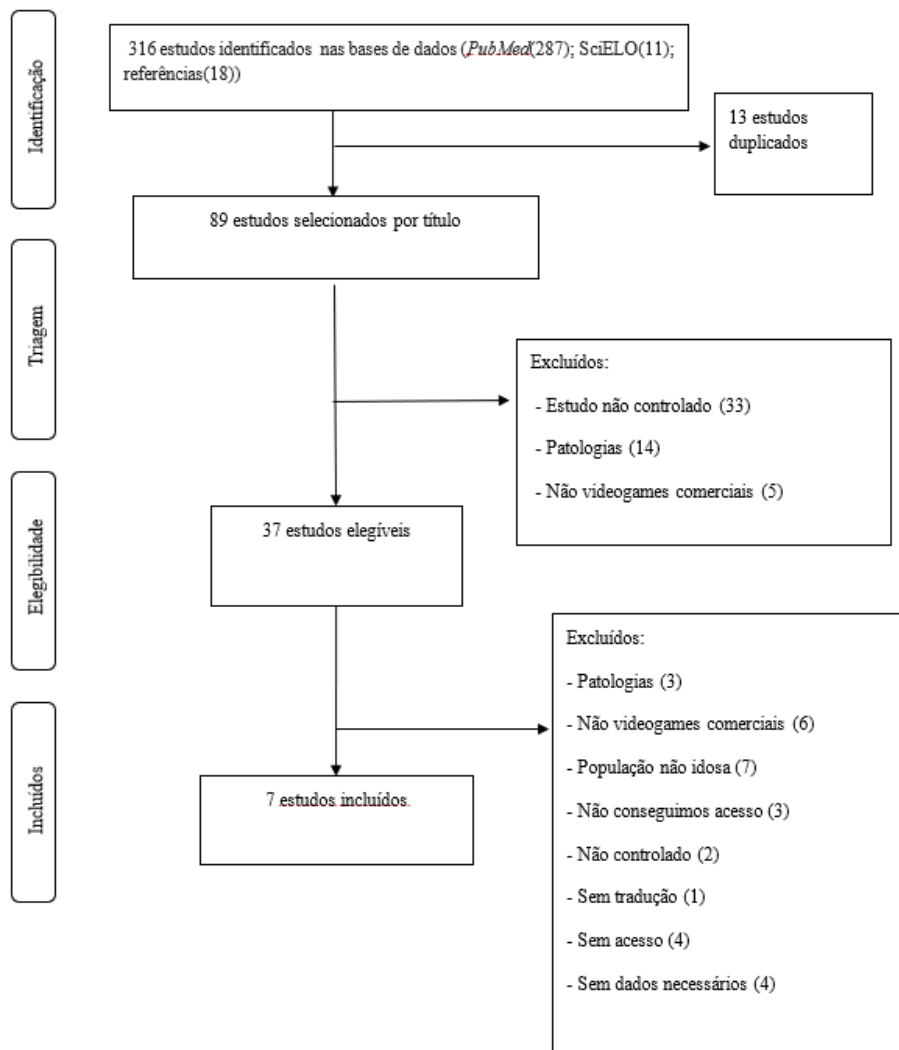 Identificação
316 estudos identificados nas bases de dados (PubMed(287); SciELO(11);
referências(18))
13 estudos
duplicados
89 estudos selecionados por título
Triagem
Excluídos:
- Estudo não controlado (33)
- Patologias (14)
- Não videogames comerciais (5)
Elegibilidade
37 estudos elegíveis
Excluídos:
- Patologias (3)
- Não videogames comerciais (6)
- População não idosa (7)
- Não conseguimos acesso (3)
- Não controlado (2)
- Sem tradução (1)
- Sem acesso (4)
- Sem dados necessários (4)
Incluídos
7 estudos incluídos.